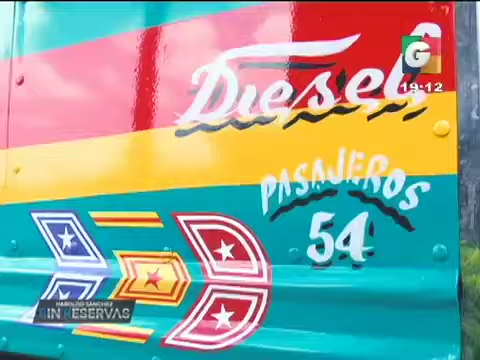 Diesel
G
19:12
PASAJEROS
54
HAROLDO SÁNCHEZ
SIN RESERVAS